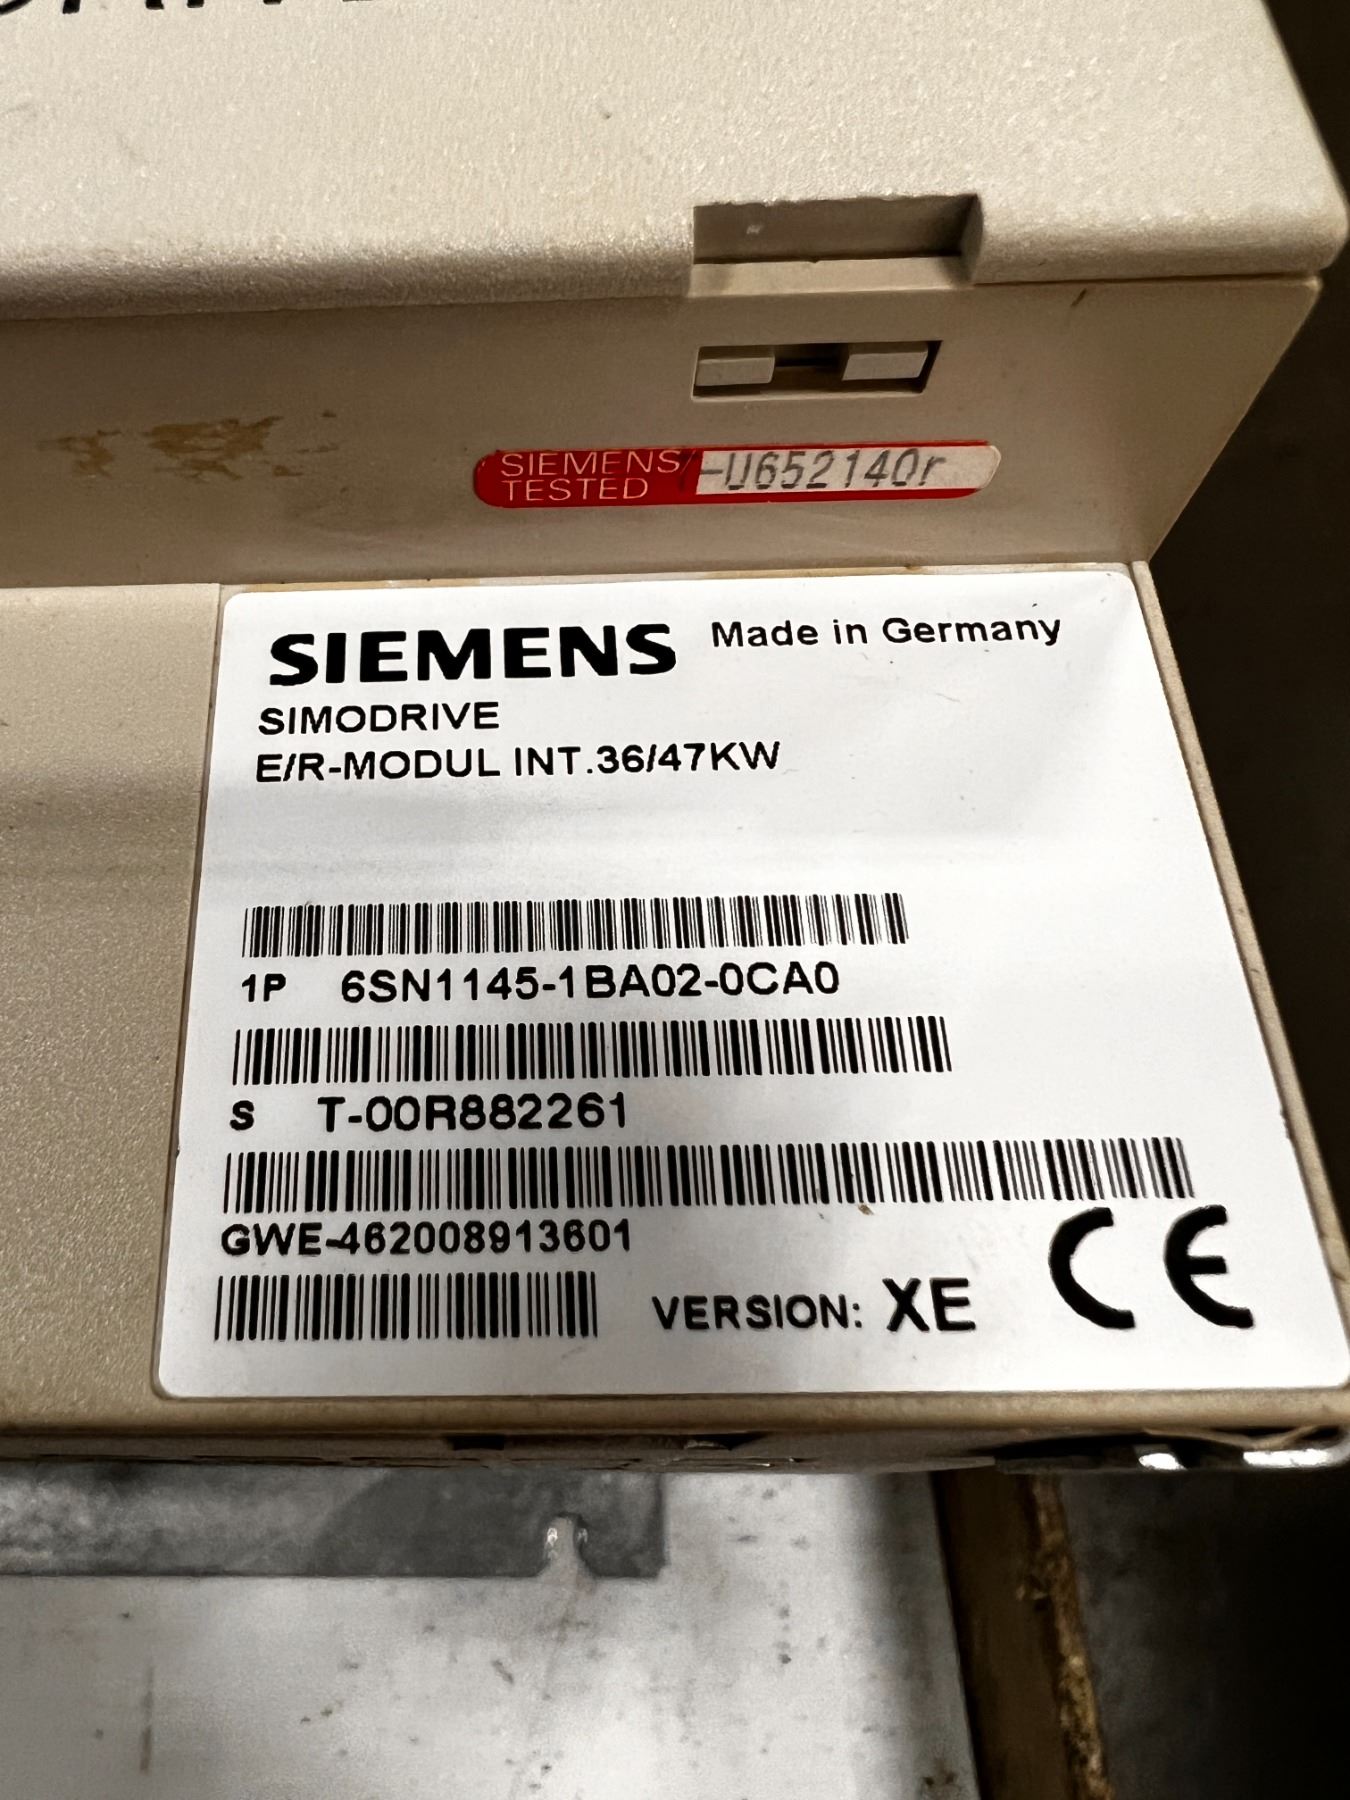 SIEMENS
TESTED
-U652140r
SIEMENS Made in Germany
SIMODRIVE
E/R-MODUL INT.36/47KW
1P 6SN1145-1BA02-0CA0
S T-00R882261
GWE-462008913601
VERSION: XE
CE